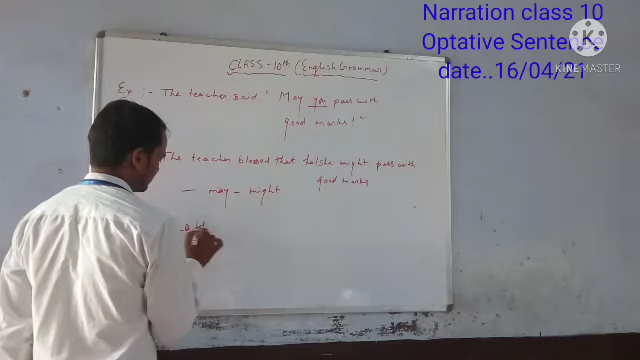 Narration class 10
Optative Sentence
date..16/04/21
KINEMASTER
CLASS-10th (English Grammar)
Ex :- The teacher said " May you pass with
good marks!"
The teacher blessed that he/she might pass with
good marks
— may - might